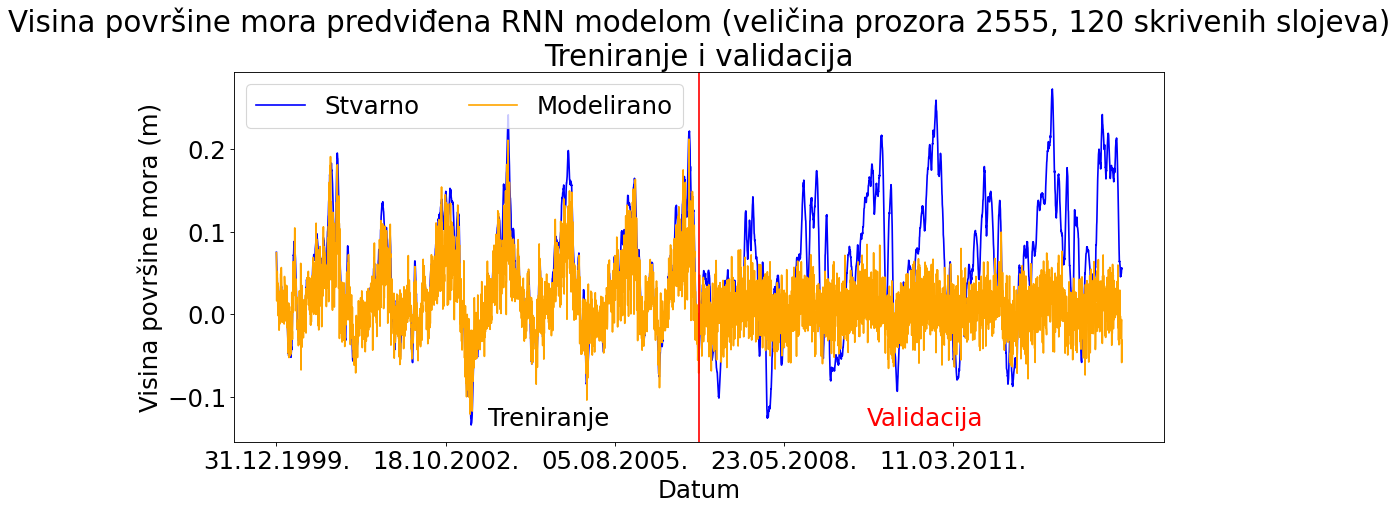 Visina površine mora predviđena RNN modelom (veličina prozora 2555, 120 skrivenih slojeva)
Treniranje i validacija
Stvarno
Modelirano
Visina površine mora (m)
0.2
0.1
0.0
−0.1
Treniranje
Validacija
31.12.1999.
18.10.2002.
05.08.2005.
23.05.2008.
11.03.2011.
Datum